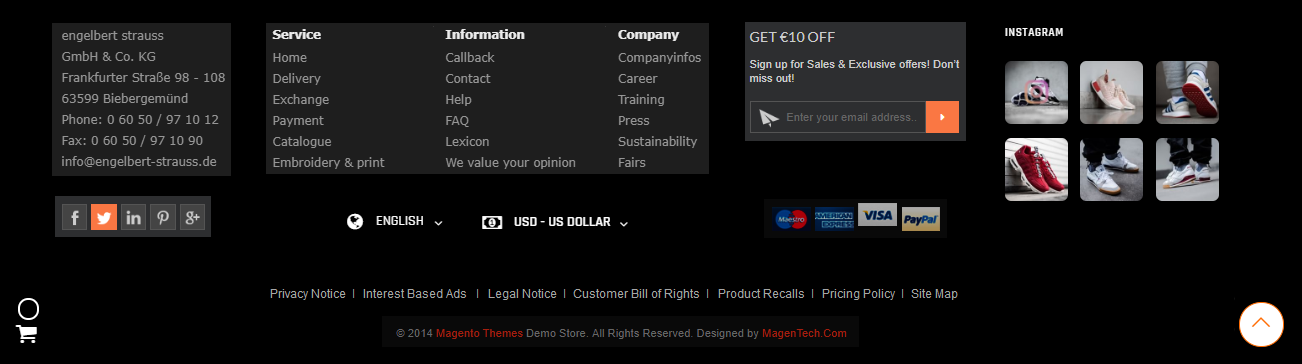 engelbert strauss
GmbH & Co. KG
Frankfurter Straße 98 - 108
63599 Biebergemünd
Phone: 0 60 50 / 97 10 12
Fax: 0 60 50 / 97 10 90
info@engelbert-strauss.de
Service
Home
Delivery
Exchange
Payment
Catalogue
Embroidery & print
Information
Callback
Contact
Help
FAQ
Lexicon
We value your opinion
Company
Companyinfos
Career
Training
Press
Sustainability
Fairs
GET €10 OFF
Sign up for Sales & Exclusive offers! Don't
miss out!
Enter your email address..
INSTAGRAM
f in g+
ENGLISH
USD - US DOLLAR
Maestro
AMERICAN
EXPRESS
VISA
PayPal
Privacy Notice | Interest Based Ads | Legal Notice | Customer Bill of Rights | Product Recalls | Pricing Policy | Site Map
0
© 2014 Magento Themes Demo Store. All Rights Reserved. Designed by MagenTech.Com